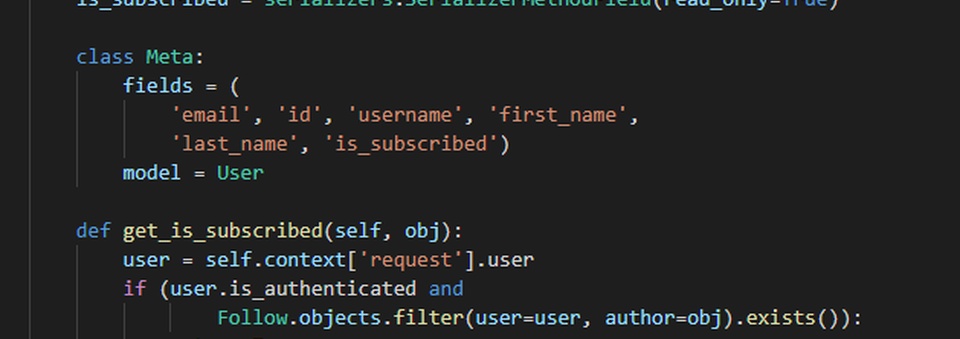 is_subscribed = serializers.SerializerMethodField(read_only=True)
class Meta:
fields = (
'email', 'id', 'username', 'first_name',
'last_name', 'is_subscribed')
model = User
def get_is_subscribed(self, obj):
user = self.context['request'].user
if (user.is_authenticated and
Follow.objects.filter(user=user, author=obj).exists()):